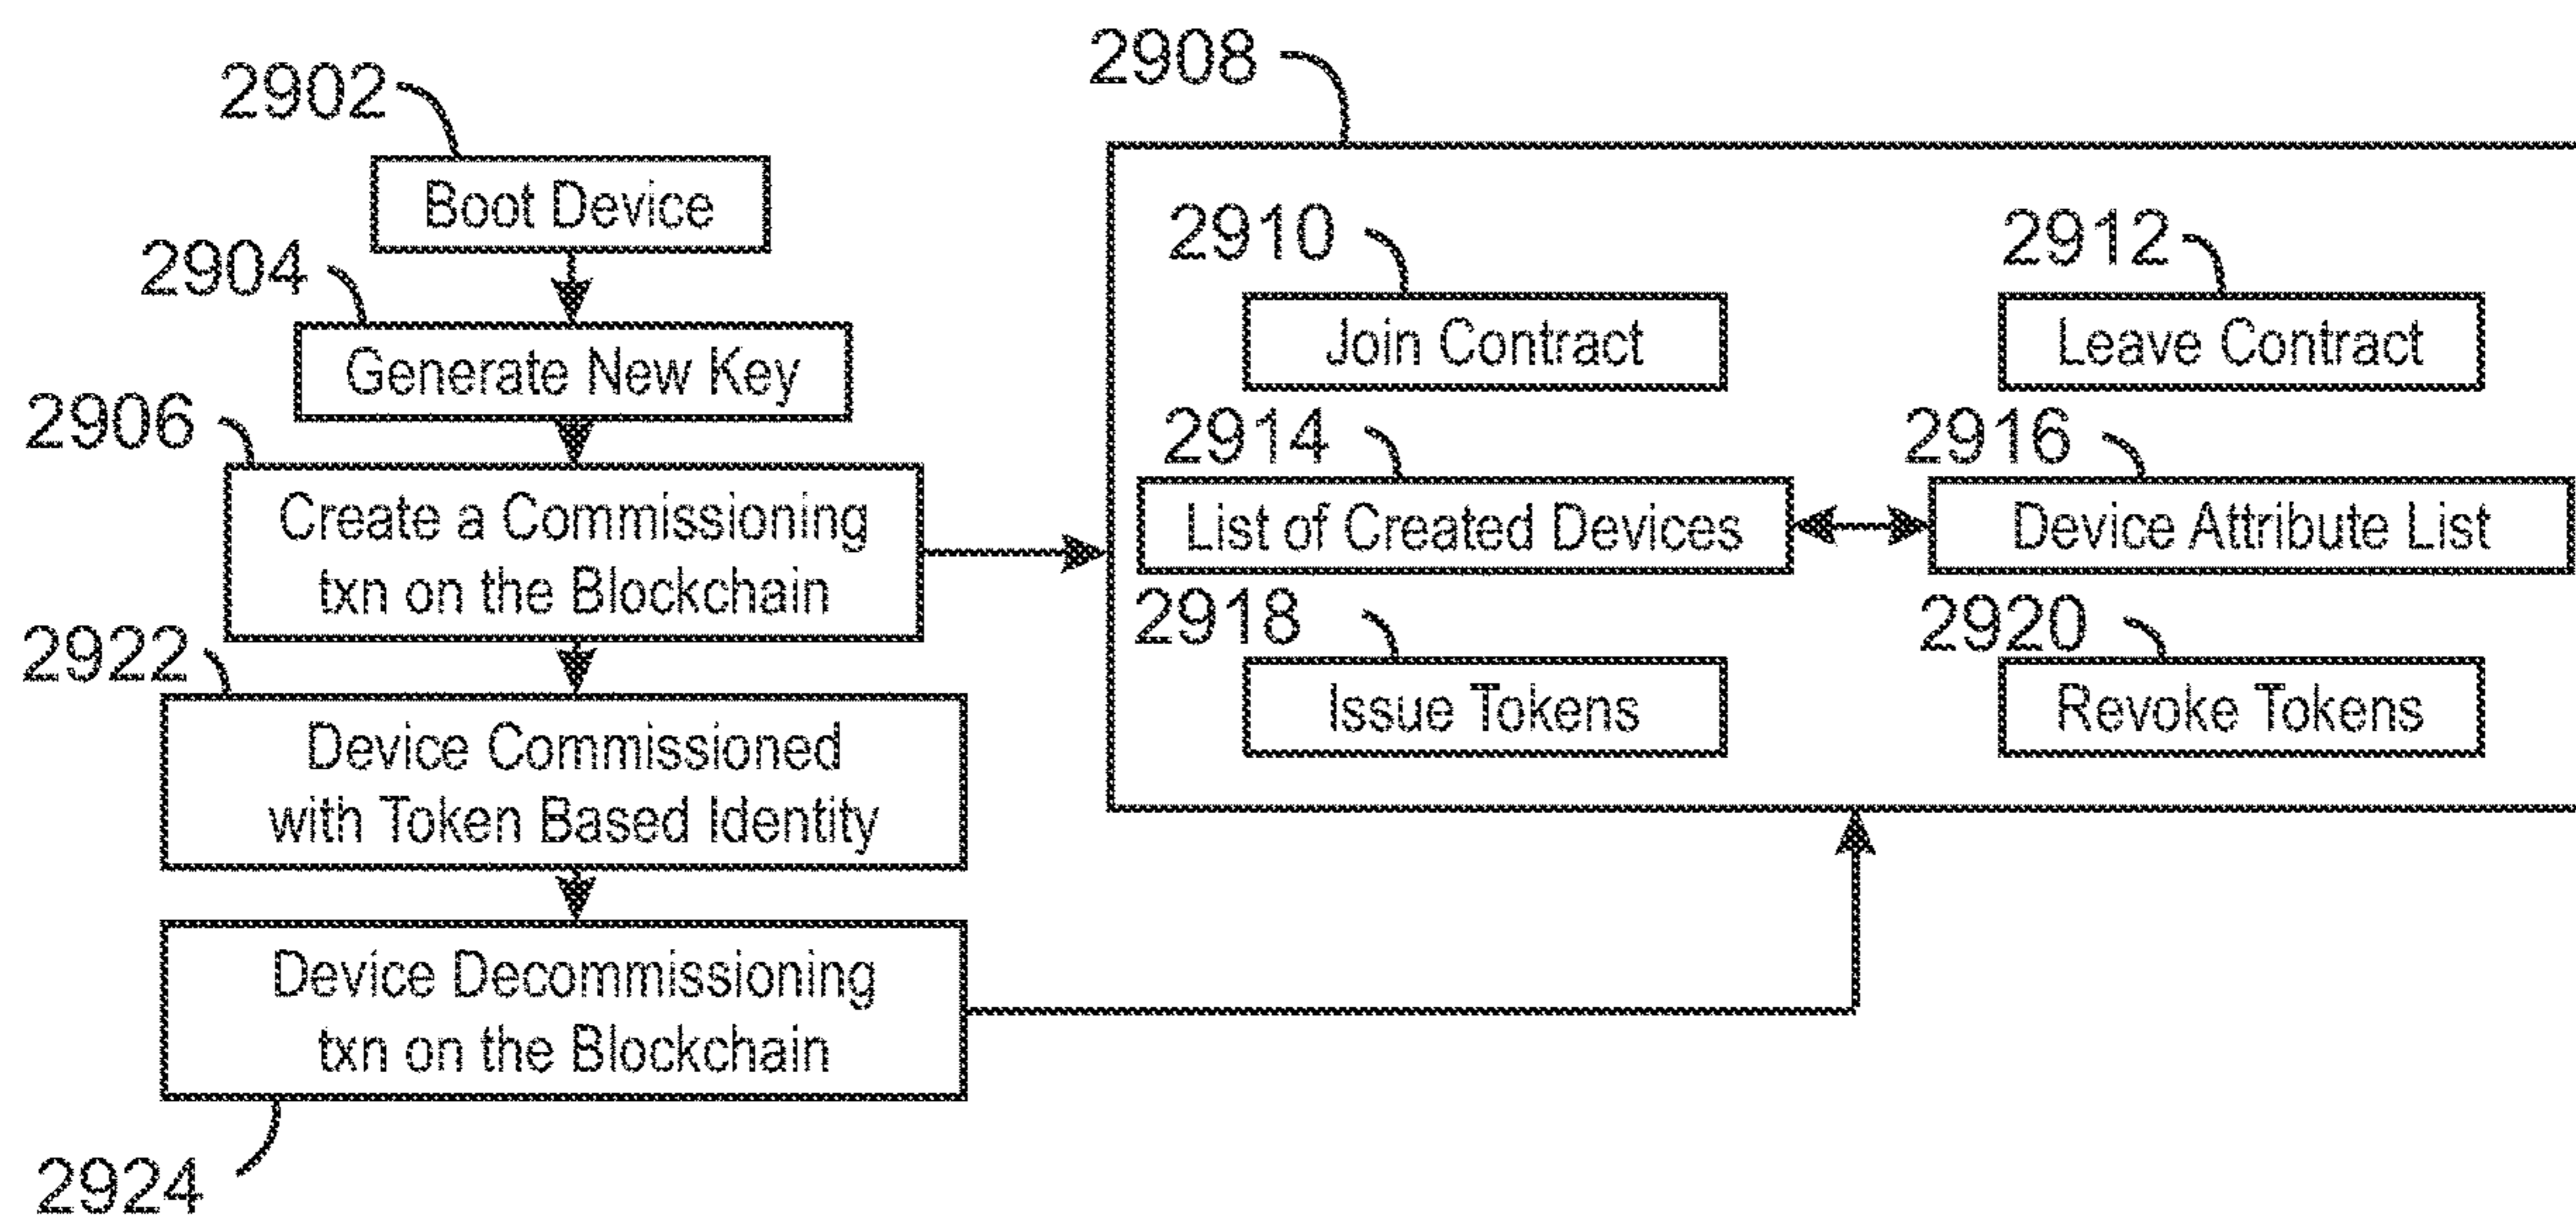 2902
Boot Device
2904
Generate New Key
2906
Create a Commissioning
txn on the Blockchain
2922
Device Commissioned
with Token Based Identity
Device Decommissioning
txn on the Blockchain
2924
2908
2910
Join Contract
2912
Leave Contract
2914
List of Created Devices
2916
Device Attribute List
2918
Issue Tokens
2920
Revoke Tokens